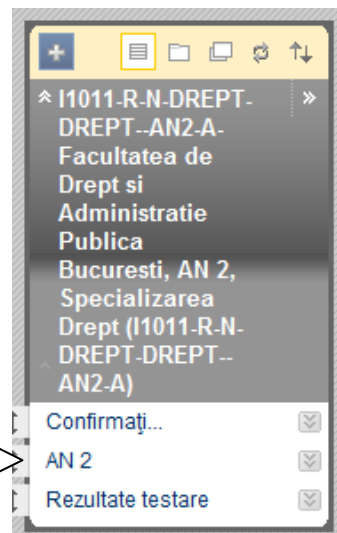 I1011-R-N-DREPT-
DREPT--AN2-A-
Facultatea de
Drept si
Administratie
Publica
Bucuresti, AN 2,
Specializarea
Drept (I1011-R-N-
DREPT-DREPT--
AN2-A)
Confirmaţi...
AN 2
Rezultate testare